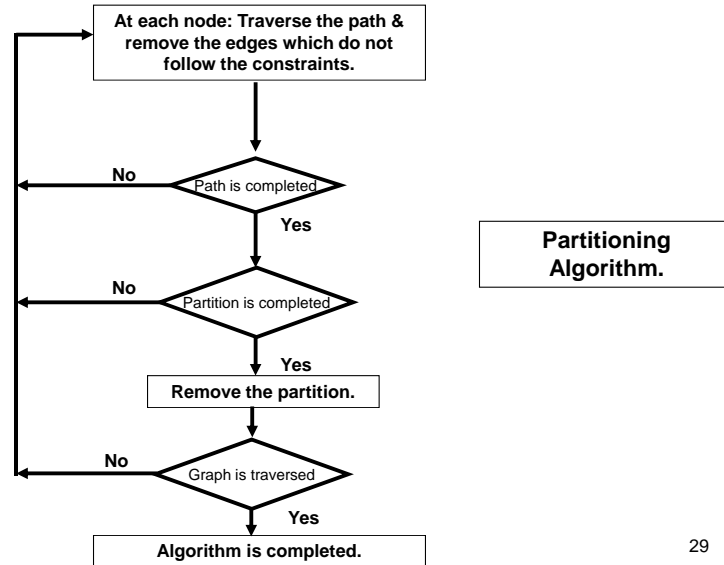 At each node: Traverse the path &
remove the edges which do not
follow the constraints.
No
Path is completed
Yes
Partitioning
Algorithm.
No
Partition is completed
Yes
Remove the partition.
No
Graph is traversed
Yes
Algorithm is completed.
29